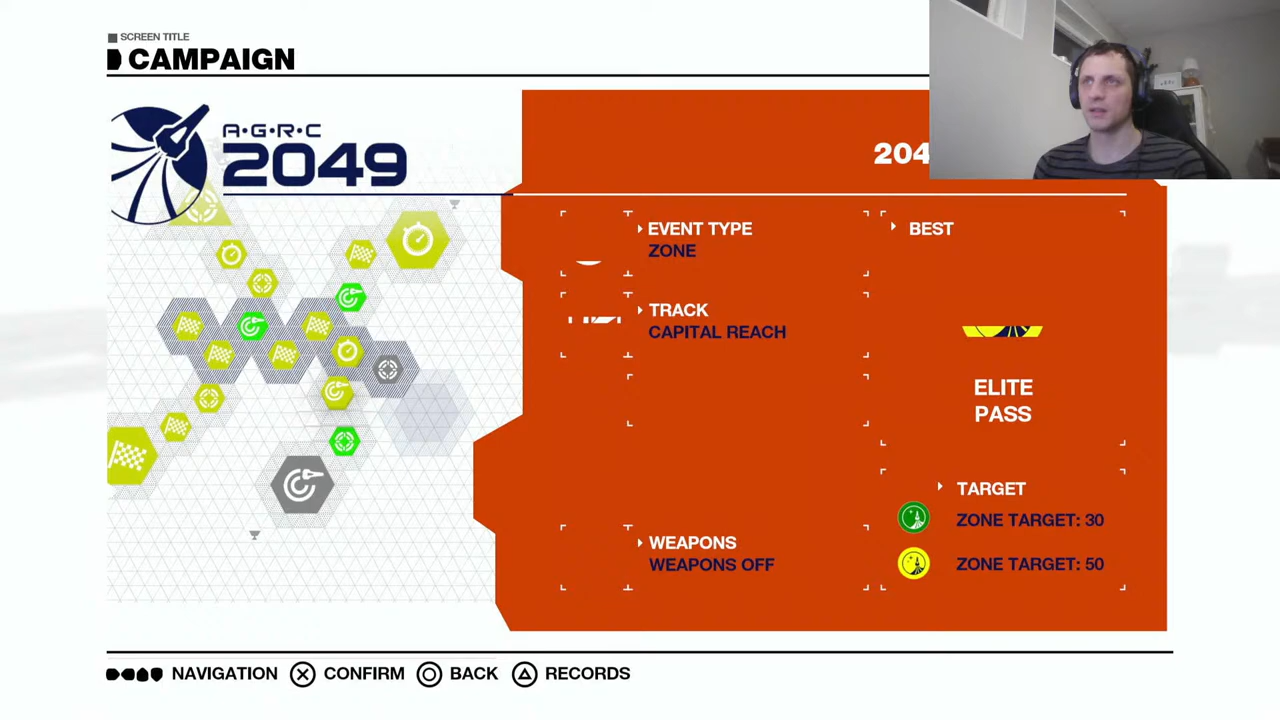 SCREEN TITLE
CAMPAIGN
A·G·R·C
2049
204
EVENT TYPE
ZONE
BEST
TRACK
CAPITAL REACH
ELITE
PASS
TARGET
ZONE TARGET: 30
WEAPONS
WEAPONS OFF
ZONE TARGET: 50
NAVIGATION
CONFIRM
BACK
RECORDS